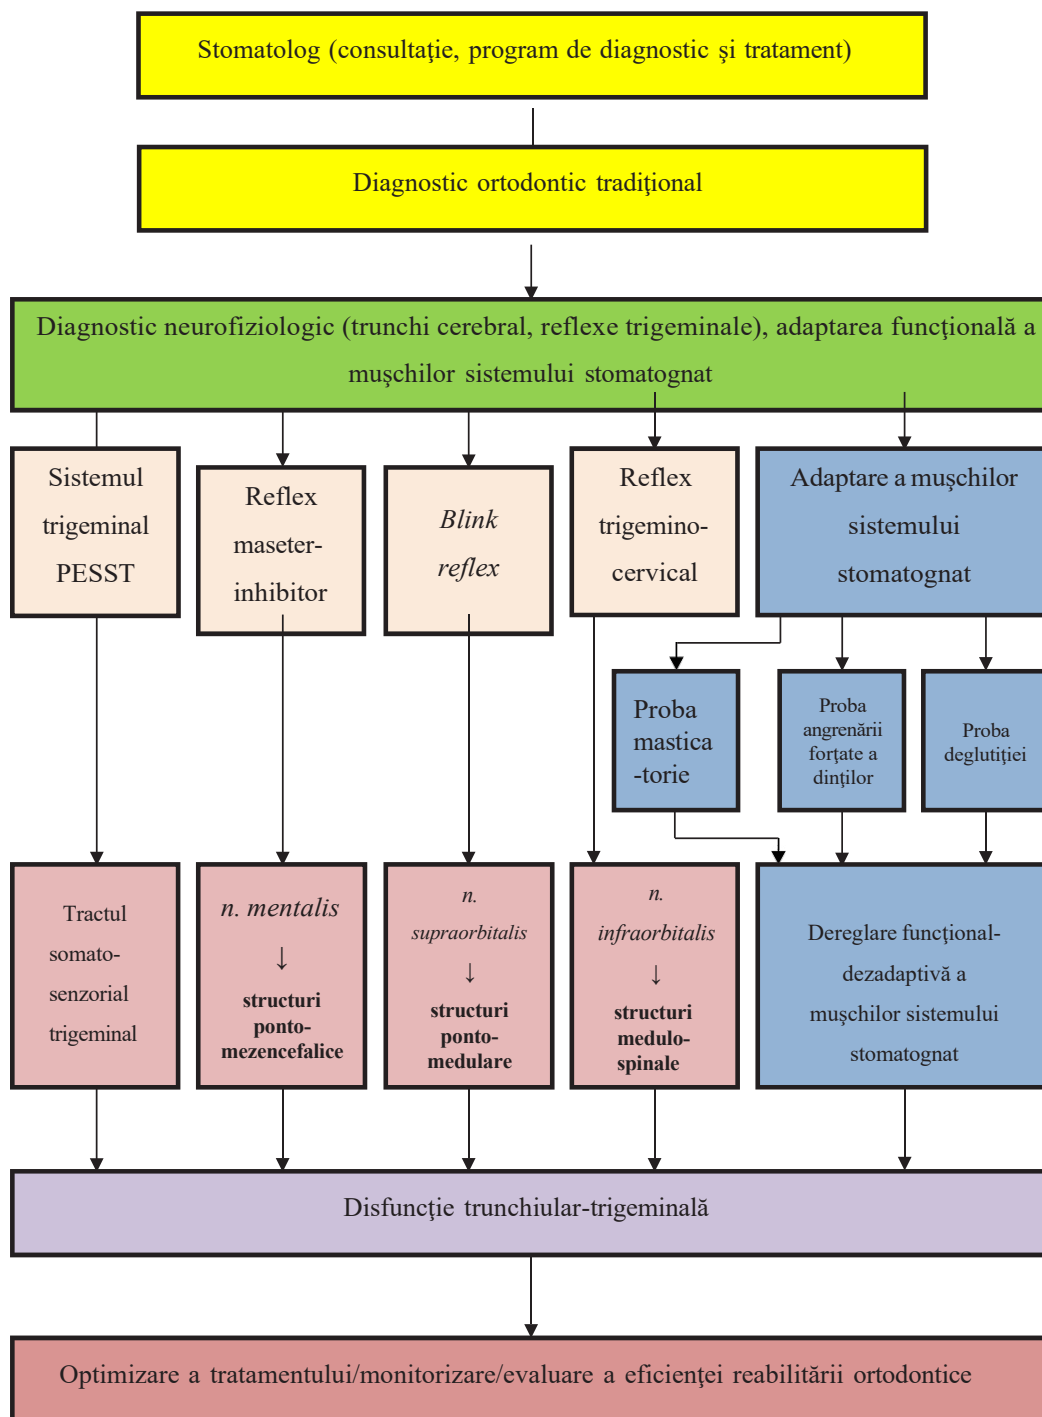 Stomatolog (consultaţie, program de diagnostic şi tratament)
Diagnostic ortodontic tradiţional
Diagnostic neurofiziologic (trunchi cerebral, reflexe trigeminale), adaptarea funcţională a
muşchilor sistemului stomatognat
Sistemul
trigeminal
PESST
Reflex
maseter-
inhibitor
Blink
reflex
Reflex
trigemino-
cervical
Adaptare a muşchilor
sistemului
stomatognat
Proba
mastica
-torie
Proba
angrenării
forţate a
dinţilor
Proba
deglutiţiei
Tractul
somato-
senzorial
trigeminal
n. mentalis
↓
structuri
ponto-
mezencefalice
n.
supraorbitalis
↓
structuri
ponto-
medulare
n.
infraorbitalis
↓
structuri
medulo-
spinale
Dereglare funcţional-
dezadaptivă a
muşchilor sistemului
stomatognat
Disfuncţie trunchiular-trigeminală
Optimizare a tratamentului/monitorizare/evaluare a eficienţei reabilitării ortodontice